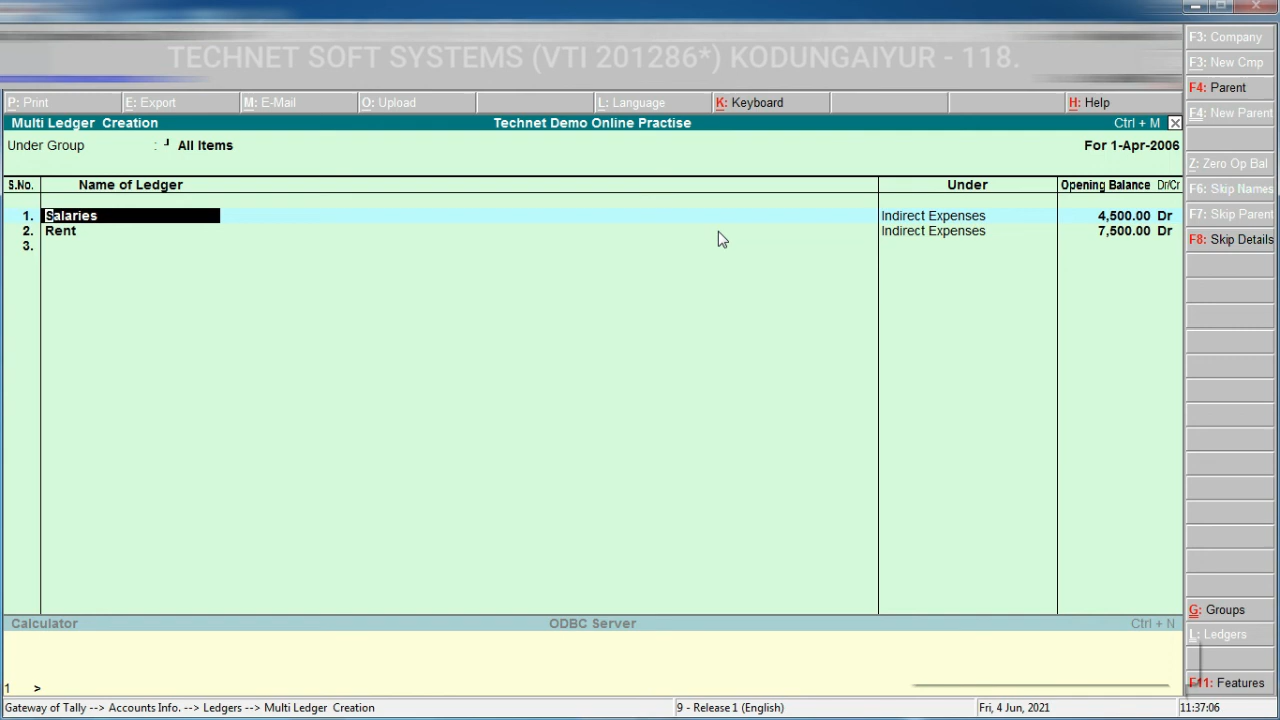 TECHNET SOFT SYSTEMS (VTI 201286*) KODUNGAIYUR - 118.
F3: Company
F3: New Cmp
F4: Parent
F4: New Parent
Z: Zero Op Bal
F6: Skip Names
F7: Skip Parent
F8: Skip Details
G: Groups
L: Ledgers
F11: Features
P: Print E: Export M: E-Mail O: Upload L: Language K: Keyboard H: Help
Multi Ledger Creation Technet Demo Online Practise Ctrl + M
Under Group : ┘ All Items For 1-Apr-2006
S.No. Name of Ledger Under Opening Balance Dr/Cr
1. Salaries Indirect Expenses 4,500.00 Dr
2. Rent Indirect Expenses 7,500.00 Dr
3.
Calculator ODBC Server Ctrl + N
1 >
Gateway of Tally --> Accounts Info. --> Ledgers --> Multi Ledger Creation 9 - Release 1 (English) Fri, 4 Jun, 2021 11:37:06